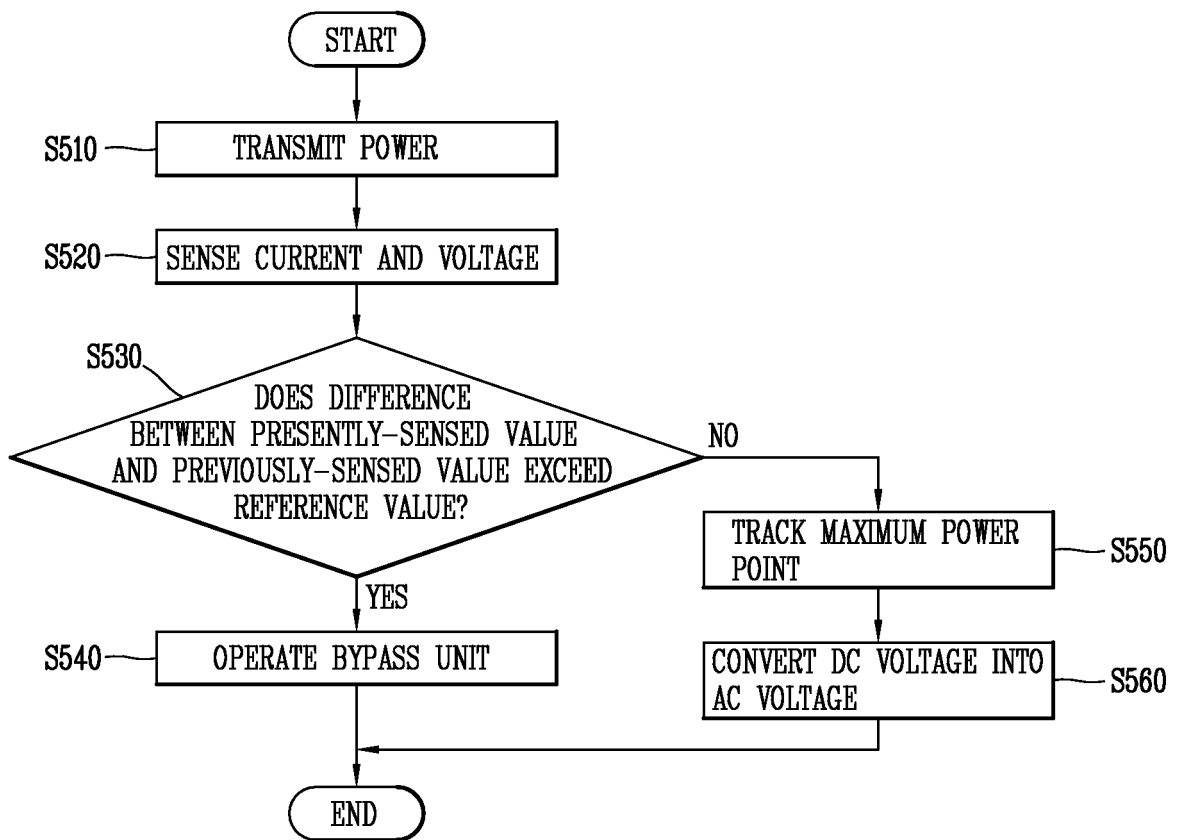 START
S510
TRANSMIT POWER
S520
SENSE CURRENT AND VOLTAGE
S530
DOES DIFFERENCE
BETWEEN PRESENTLY-SENSED VALUE
AND PREVIOUSLY-SENSED VALUE EXCEED
REFERENCE VALUE?
NO
YES
TRACK MAXIMUM POWER
POINT
S550
S540
OPERATE BYPASS UNIT
CONVERT DC VOLTAGE INTO
AC VOLTAGE
S560
END